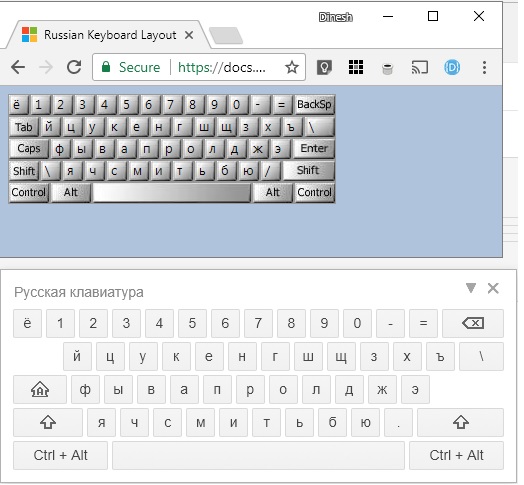 Dinesh
Russian Keyboard Layout
Secure https://docs....
ё 1 2 3 4 5 6 7 8 9 0 - = BackSp
Tab й ц у к е н г ш щ з х ъ \
Caps ф ы в а п р о л д ж э Enter
Shift \ я ч с м и т ь б ю / Shift
Control Alt Alt Control
Русская клавиатура
ё 1 2 3 4 5 6 7 8 9 0 - =
й ц у к е н г ш щ з х ъ \
ф ы в а п р о л д ж э
я ч с м и т ь б ю .
Ctrl + Alt Ctrl + Alt